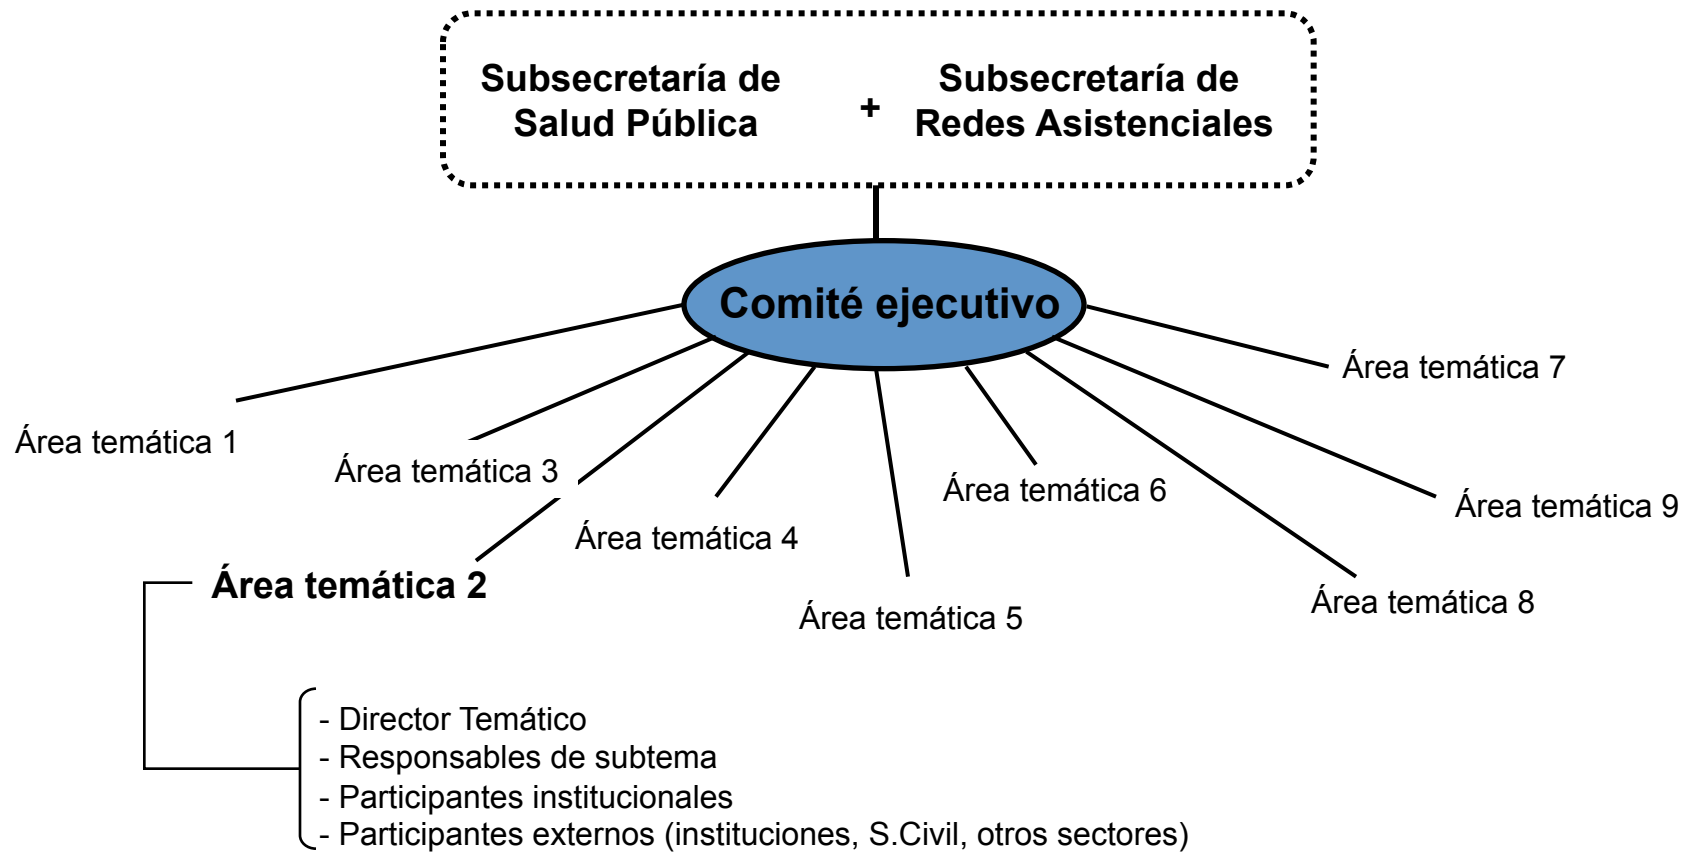 Subsecretaría de
Salud Pública
+
Subsecretaría de
Redes Asistenciales
Comité ejecutivo
Área temática 7
Área temática 1
Área temática 3
Área temática 6
Área temática 9
Área temática 4
Área temática 2
Área temática 8
Área temática 5
- Director Temático
- Responsables de subtema
- Participantes institucionales
- Participantes externos (instituciones, S.Civil, otros sectores)